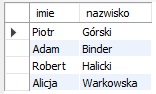 imie nazwisko
Piotr Górski
Adam Binder
Robert Halicki
Alicja Warkowska